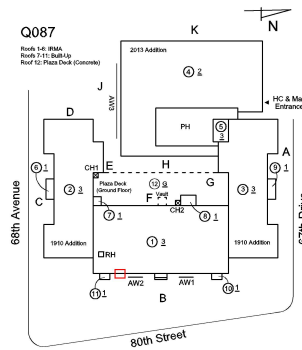 K
N
Q087
Roofs 1-6: IRMA
Roofs 7-11: Built-Up
Roof 12: Plaza Deck (Concrete)
2013 Addition
4 2
J
AW3
HC & Ma
Entrance
D
PH
5
3
CH1
E
H
A
6 1
9 1
2 3
Plaza Deck
(Ground Floor)
12 G
G
3 3
C
Vault
F
CH2
7 1
8 1
68th Avenue
67th Drive
1910 Addition
1 3
1910 Addition
RH
11 1
AW2
AW1
10 1
B
80th Street